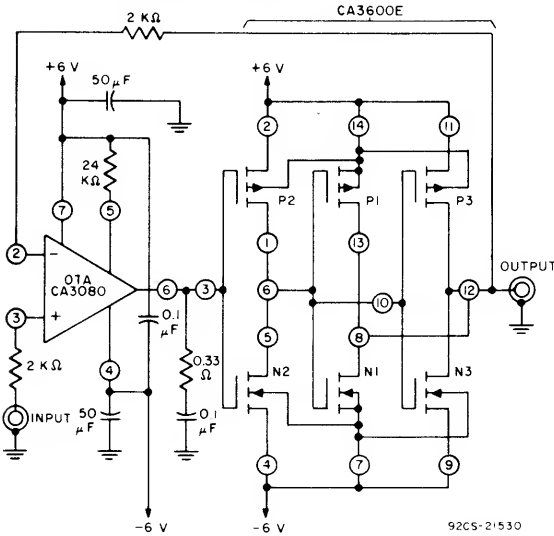 CA3600E
2 KΩ
+6 V
50 μF
+6 V
2
14
11
24 KΩ
7
5
P2
P1
P3
1
13
2
−
OTA
CA3080
6
3
6
10
12
OUTPUT
3
+
0.1 μF
5
8
4
0.33 Ω
N2
N1
N3
2 KΩ
50 μF
0.1 μF
INPUT
4
7
9
-6 V
-6 V
92CS-21530